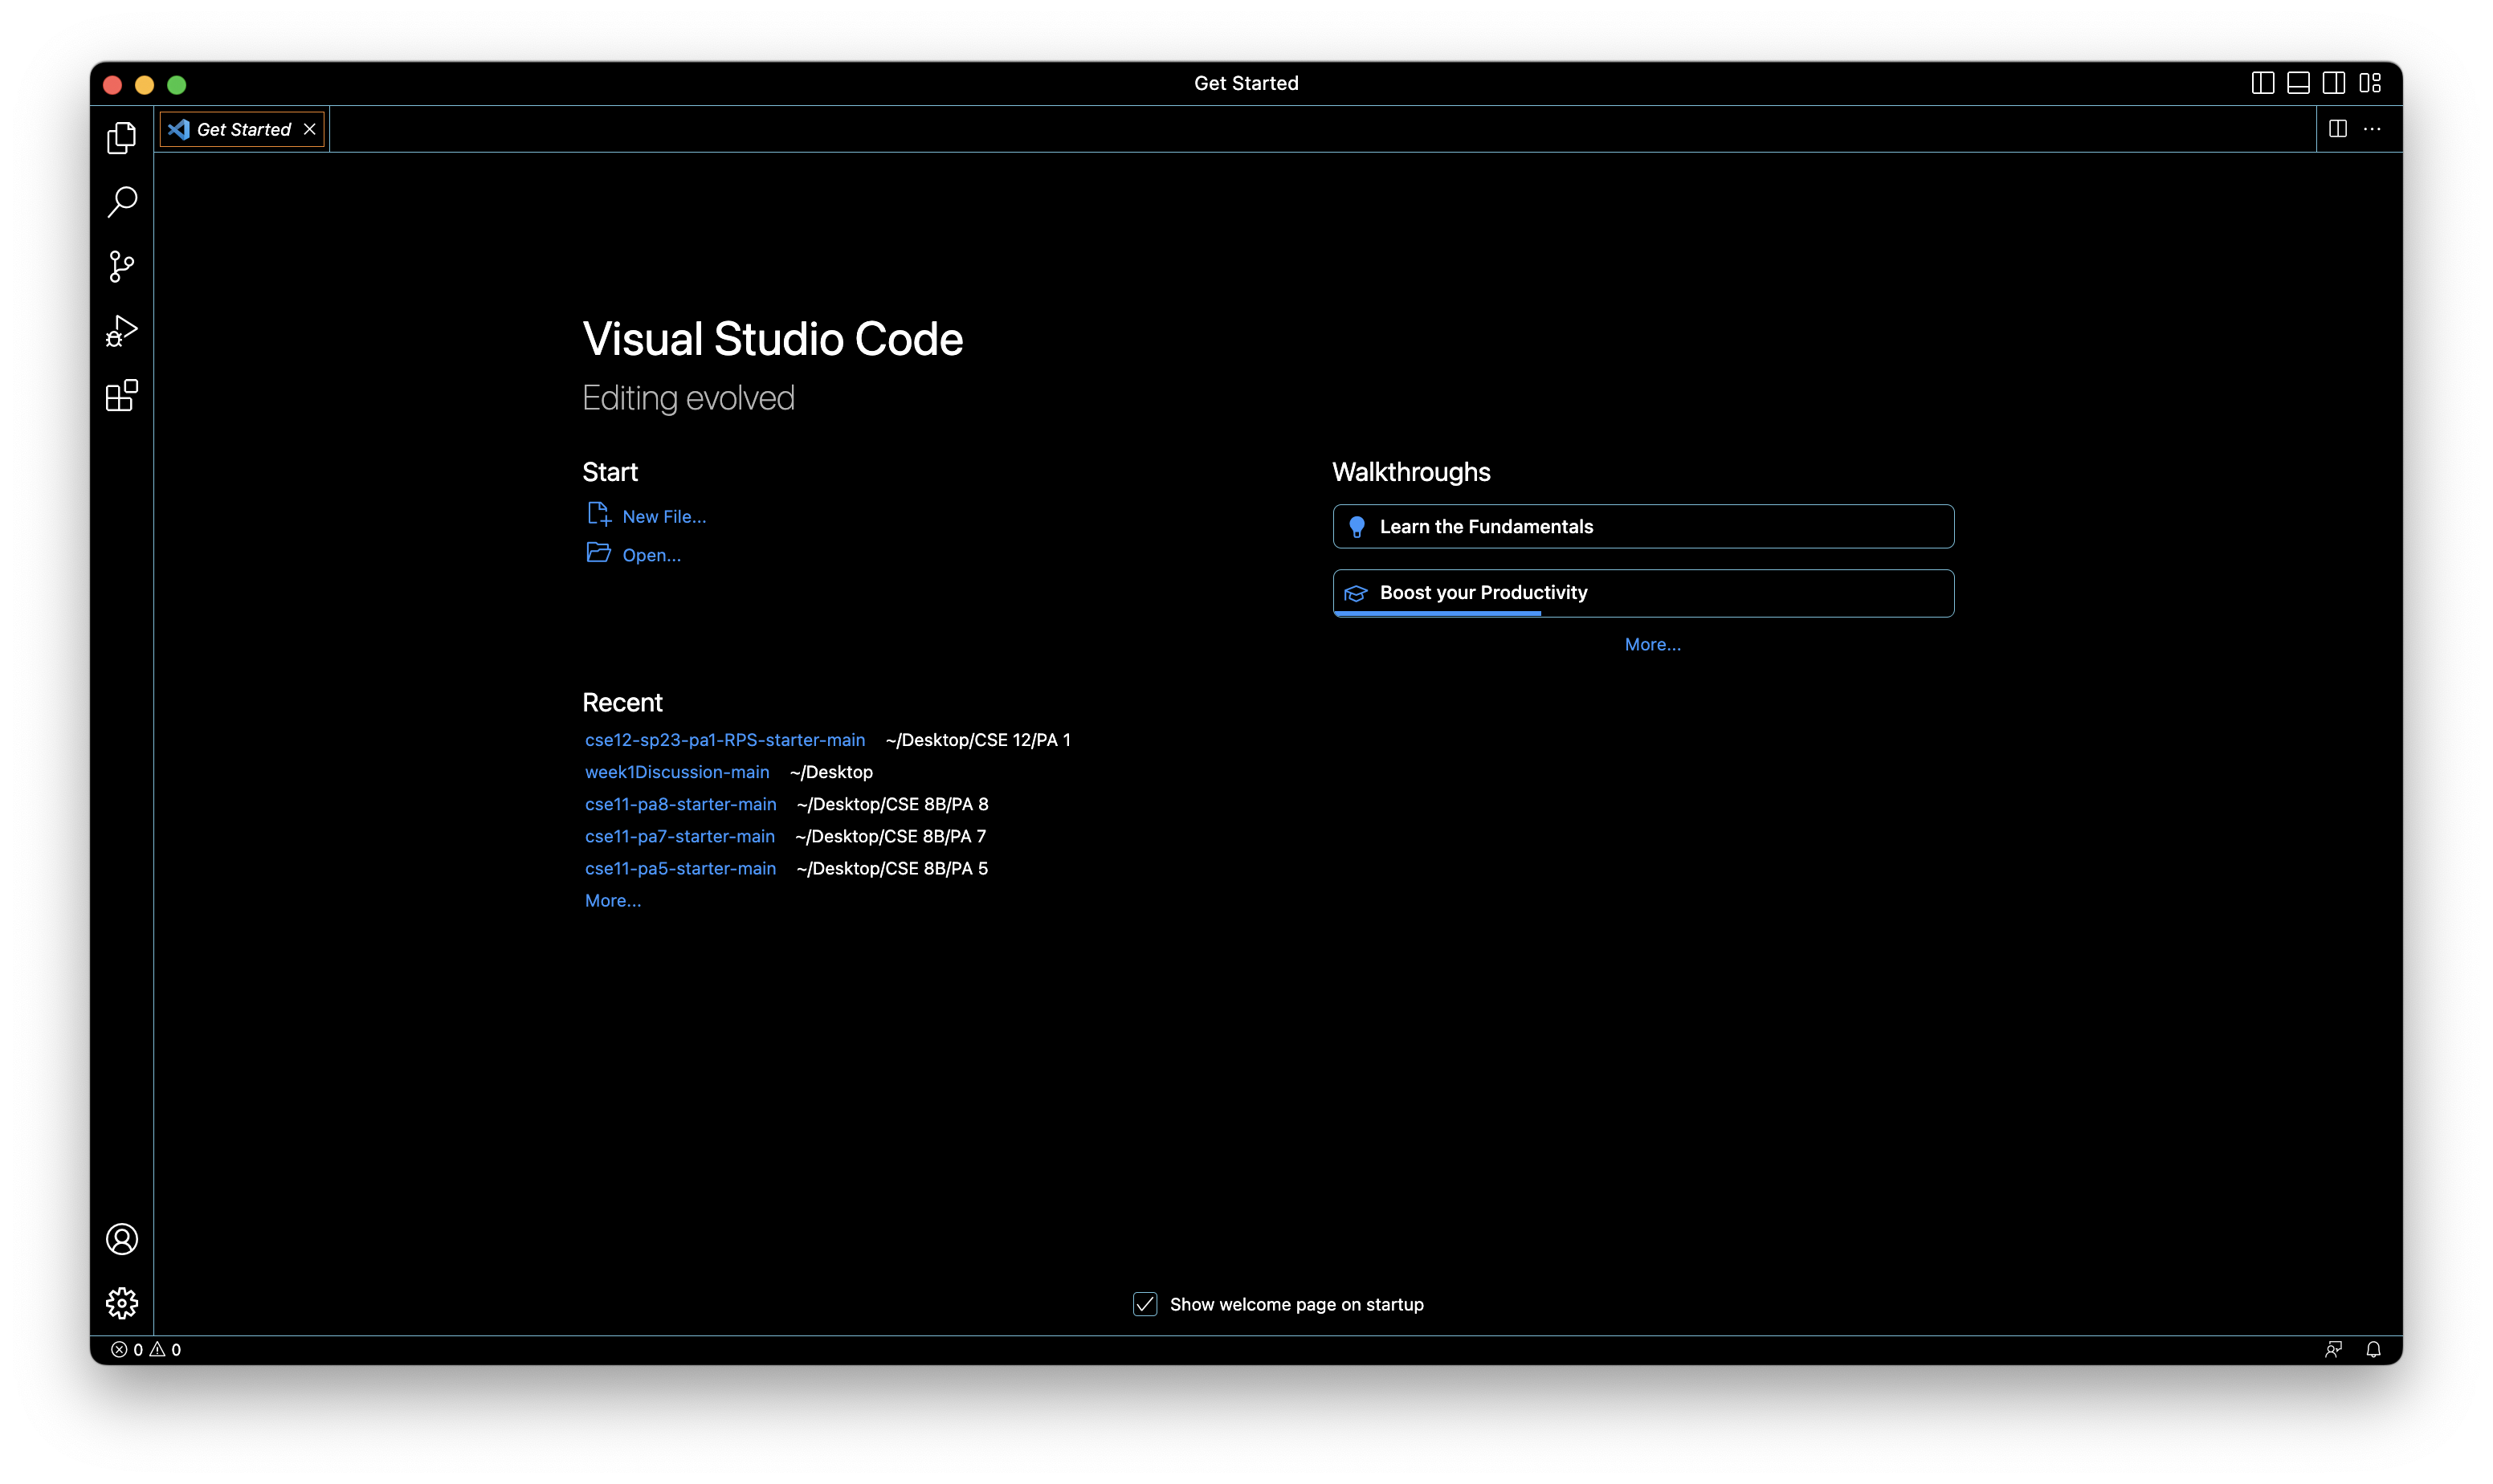 Get Started
Get Started
Visual Studio Code
Editing evolved
Start
New File...
Open...
Walkthroughs
Learn the Fundamentals
Boost your Productivity
More...
Recent
cse12-sp23-pa1-RPS-starter-main ~/Desktop/CSE 12/PA 1
week1Discussion-main ~/Desktop
cse11-pa8-starter-main ~/Desktop/CSE 8B/PA 8
cse11-pa7-starter-main ~/Desktop/CSE 8B/PA 7
cse11-pa5-starter-main ~/Desktop/CSE 8B/PA 5
More...
Show welcome page on startup
0 0